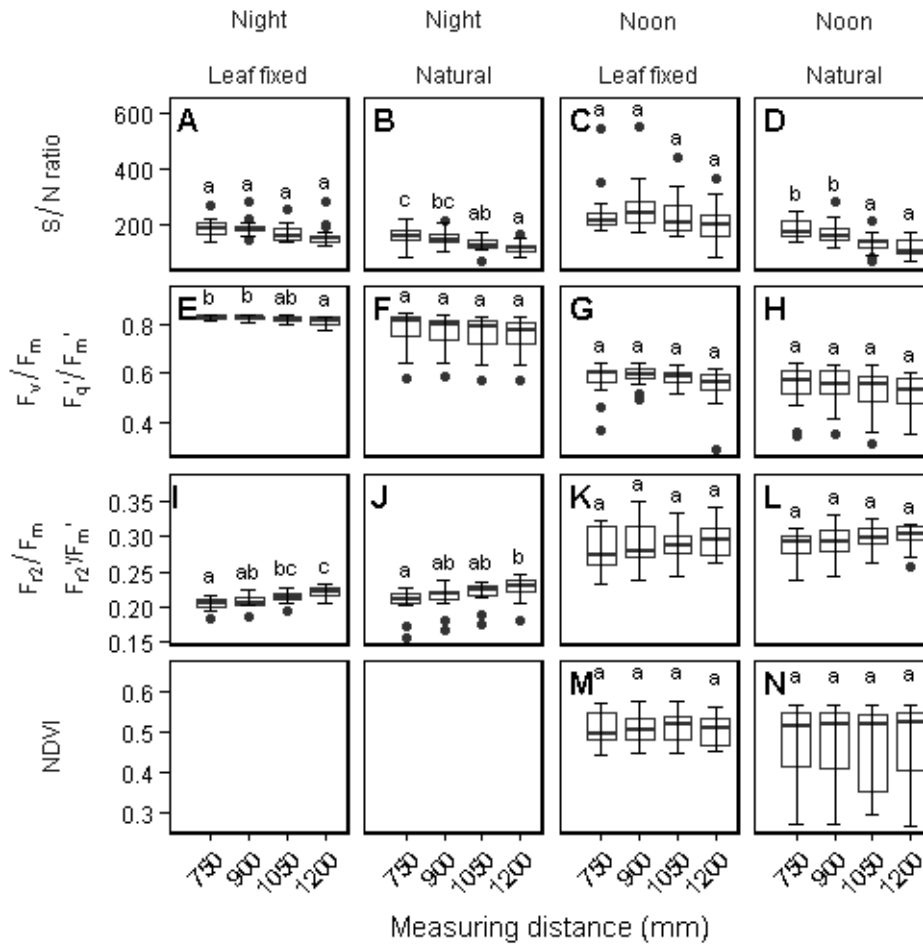 Night Night Noon Noon
Leaf fixed Natural Leaf fixed Natural
S/N ratio
600
400
200
A
a a a a
B
c bc ab a
C
a a a a
D
b b a a
Fv/Fm
Fq'/Fm'
0.8
0.6
0.4
E
b b ab a
F
a a a a
G
a a a a
H
a a a a
Fr2/Fm
Fr2'/Fm'
0.35
0.30
0.25
0.20
0.15
I
a ab bc c
J
a ab ab b
K
a a a a
L
a a a a
NDVI
0.6
0.5
0.4
0.3
M
a a a a
N
a a a a
750 900 1050 1200 750 900 1050 1200 750 900 1050 1200 750 900 1050 1200
Measuring distance (mm)